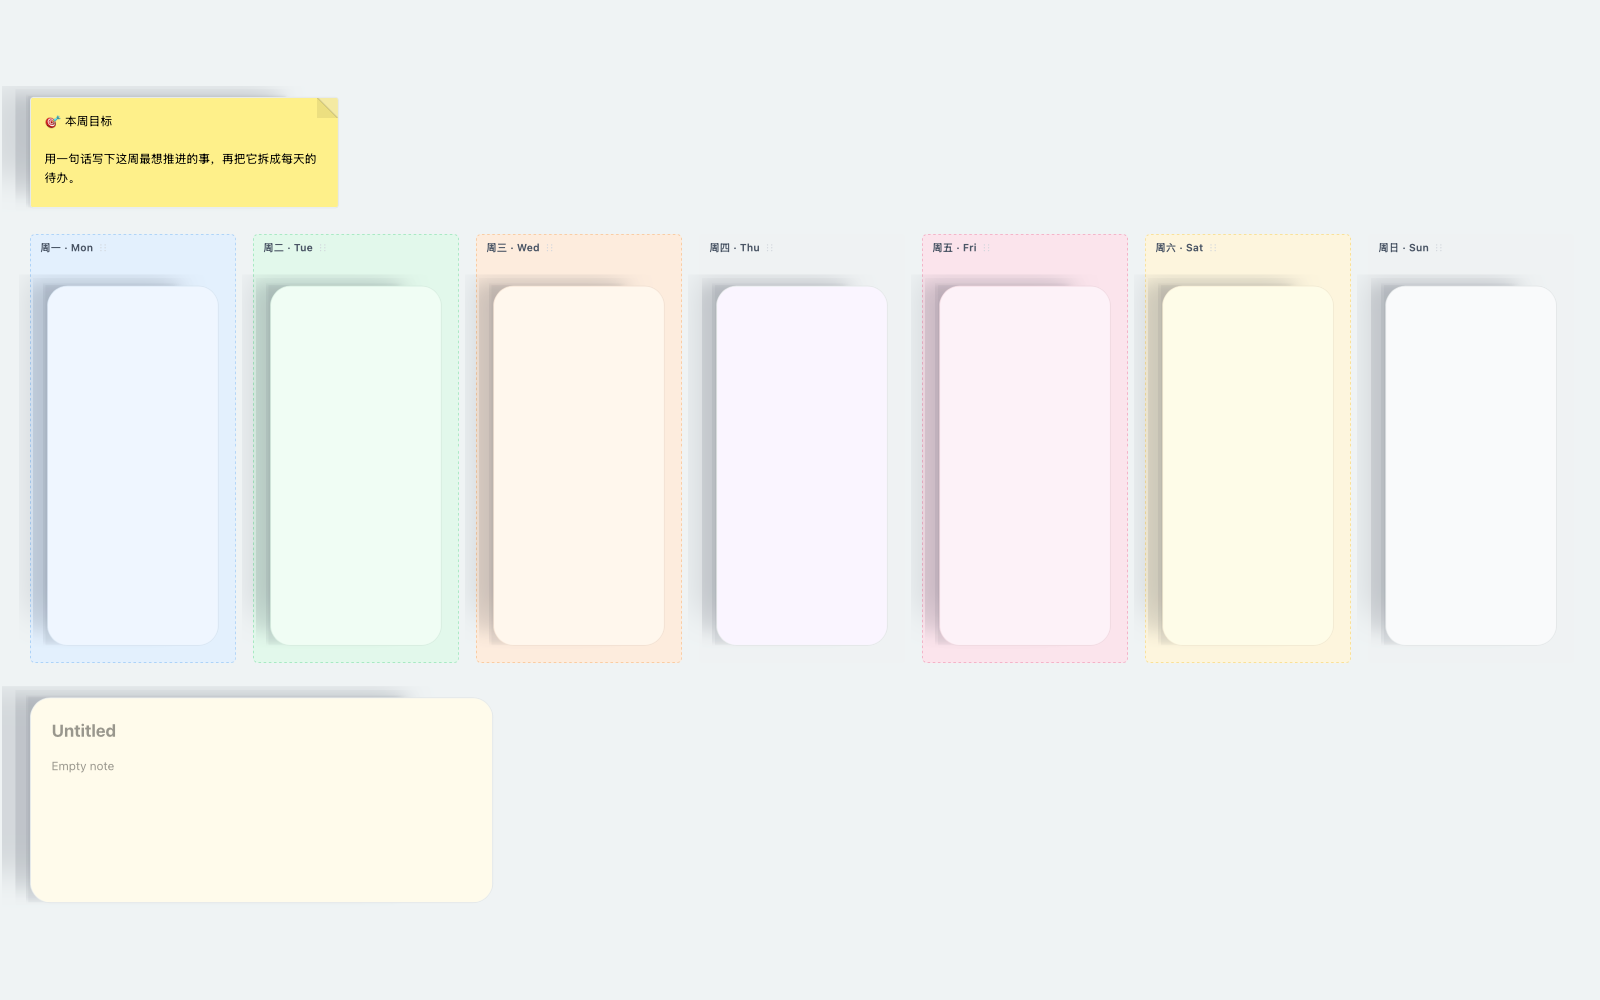 🎯 本周目标
用一句话写下这周最想推进的事，再把它拆成每天的
待办。
周一 · Mon
周二 · Tue
周三 · Wed
周四 · Thu
周五 · Fri
周六 · Sat
周日 · Sun
Untitled
Empty note